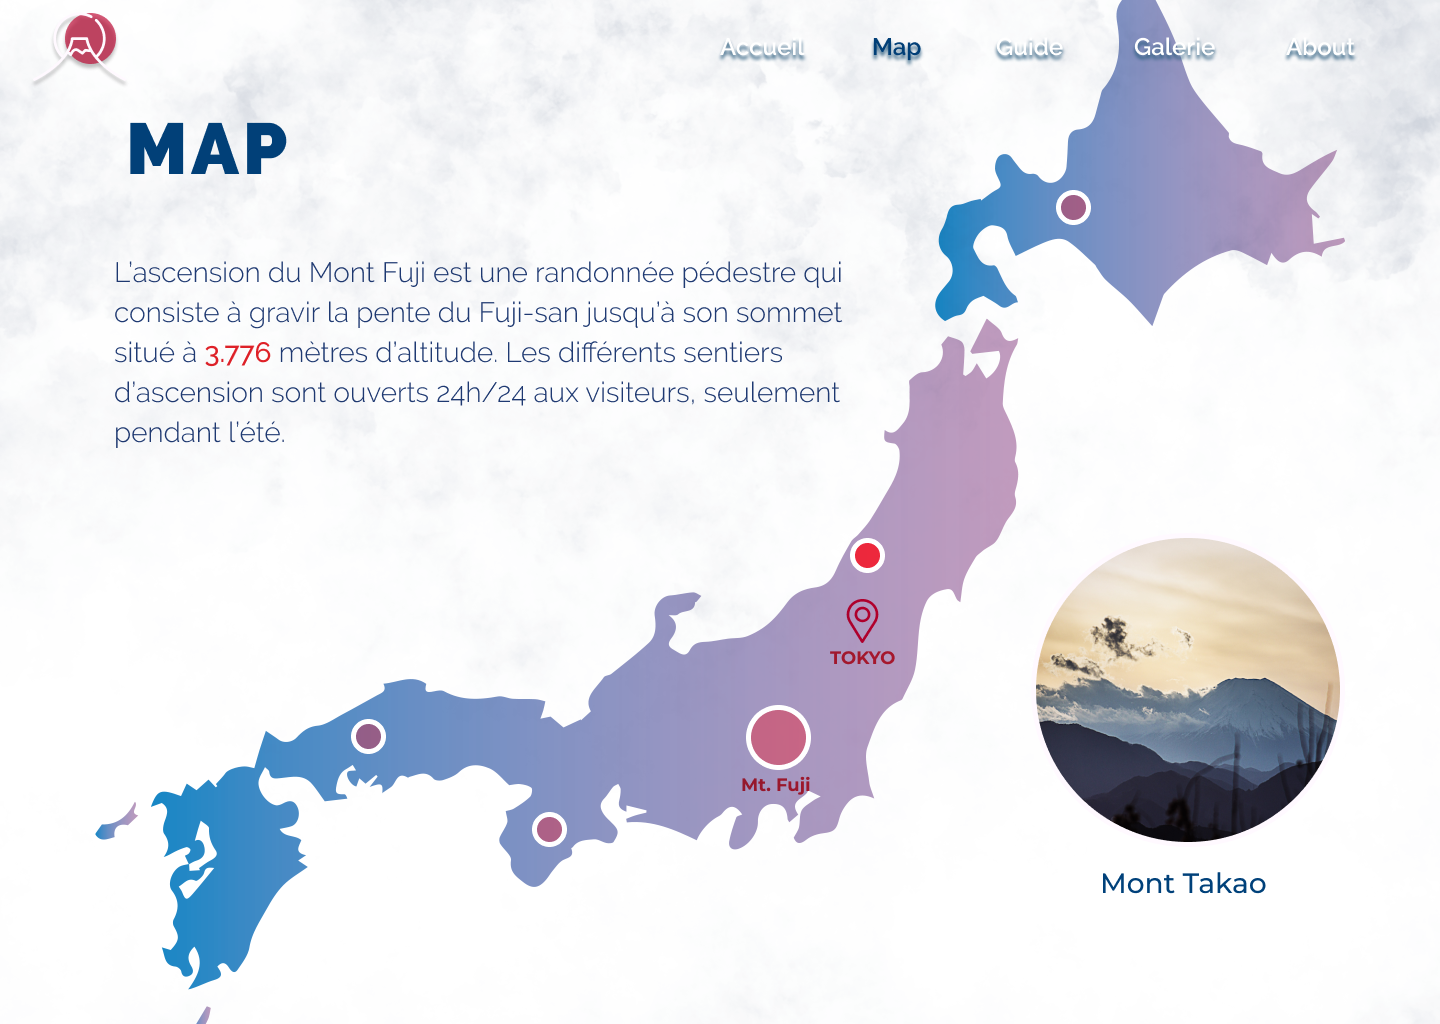 Accueil Map Guide Galerie About
MAP
L'ascension du Mont Fuji est une randonnée pédestre qui
consiste à gravir la pente du Fuji-san jusqu'à son sommet
situé à 3.776 mètres d'altitude. Les différents sentiers
d'ascension sont ouverts 24h/24 aux visiteurs, seulement
pendant l'été.
TOKYO
Mt. Fuji
Mont Takao